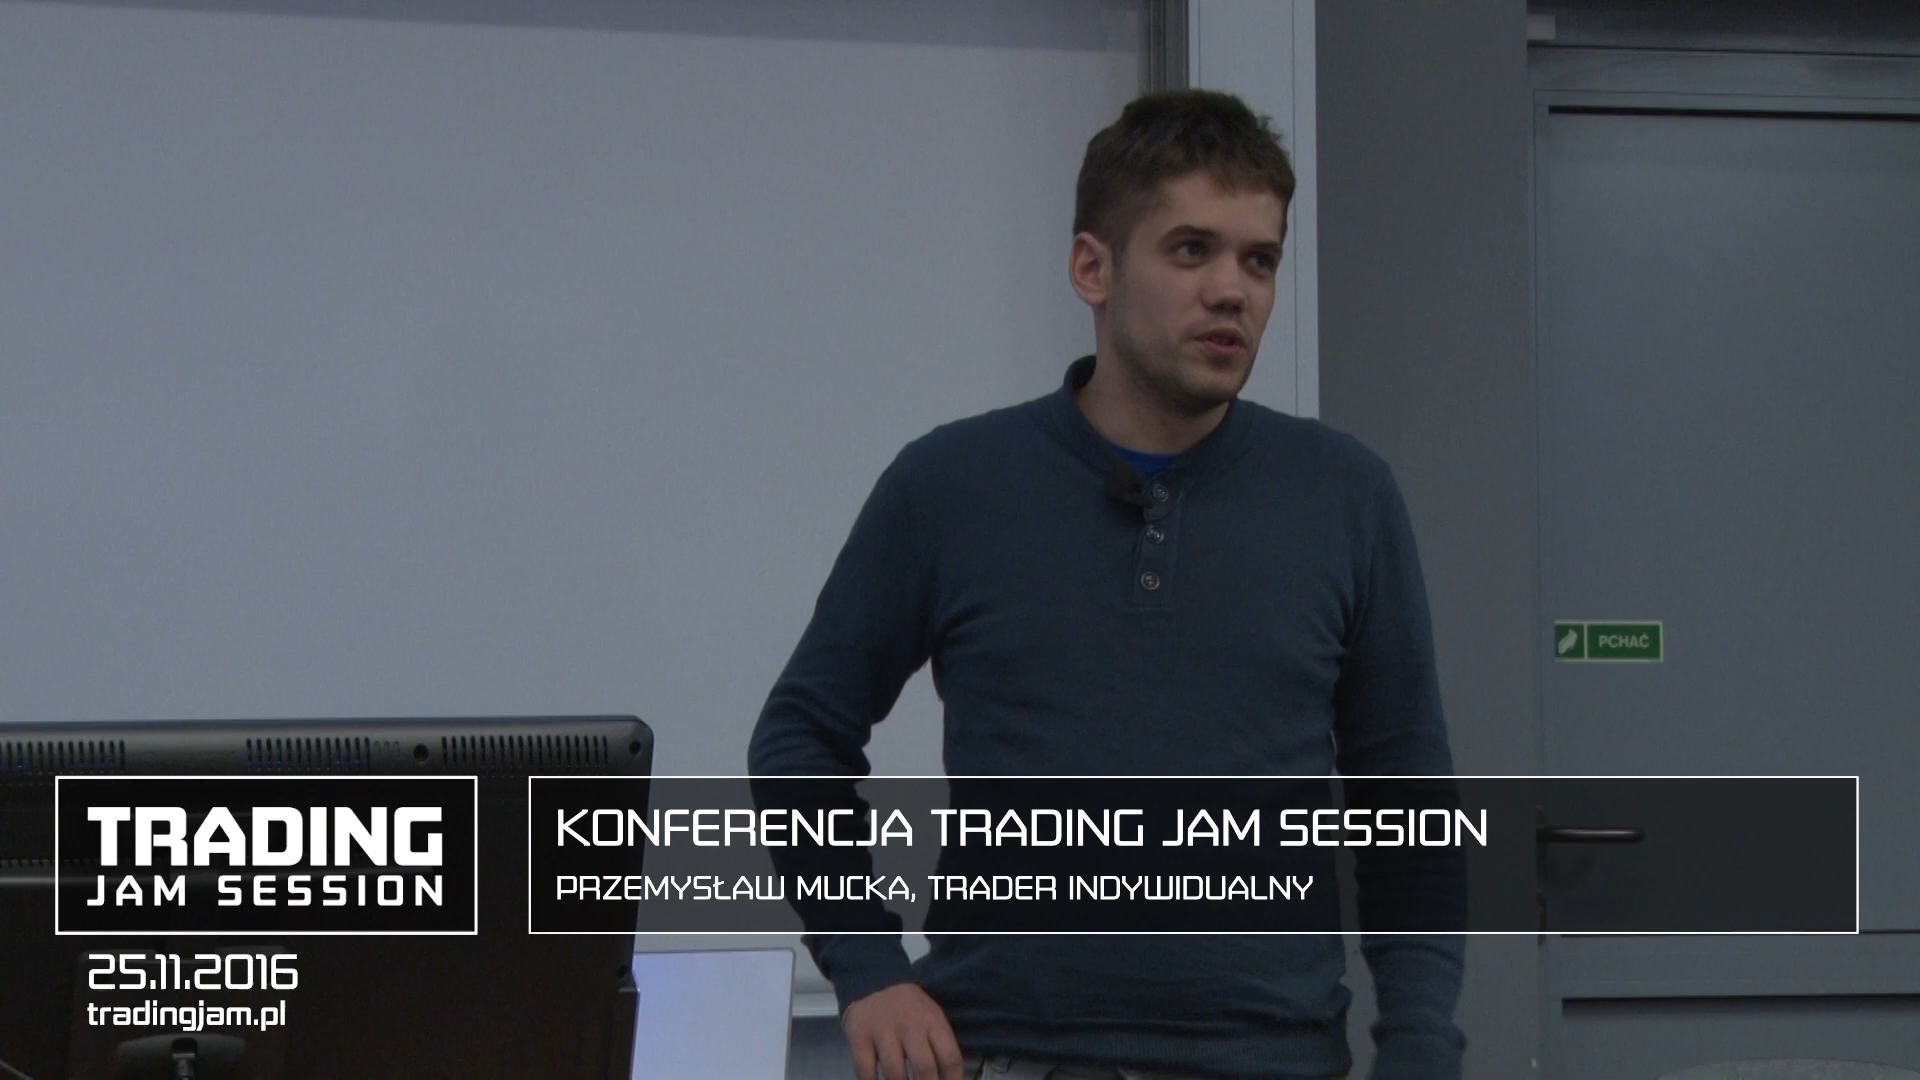 PCHAĆ
TRADING
JAM SESSION
KONFERENCJA TRADING JAM SESSION
PRZEMYSŁAW MUCKA, TRADER INDYWIDUALNY
25.11.2016
tradingjam.pl